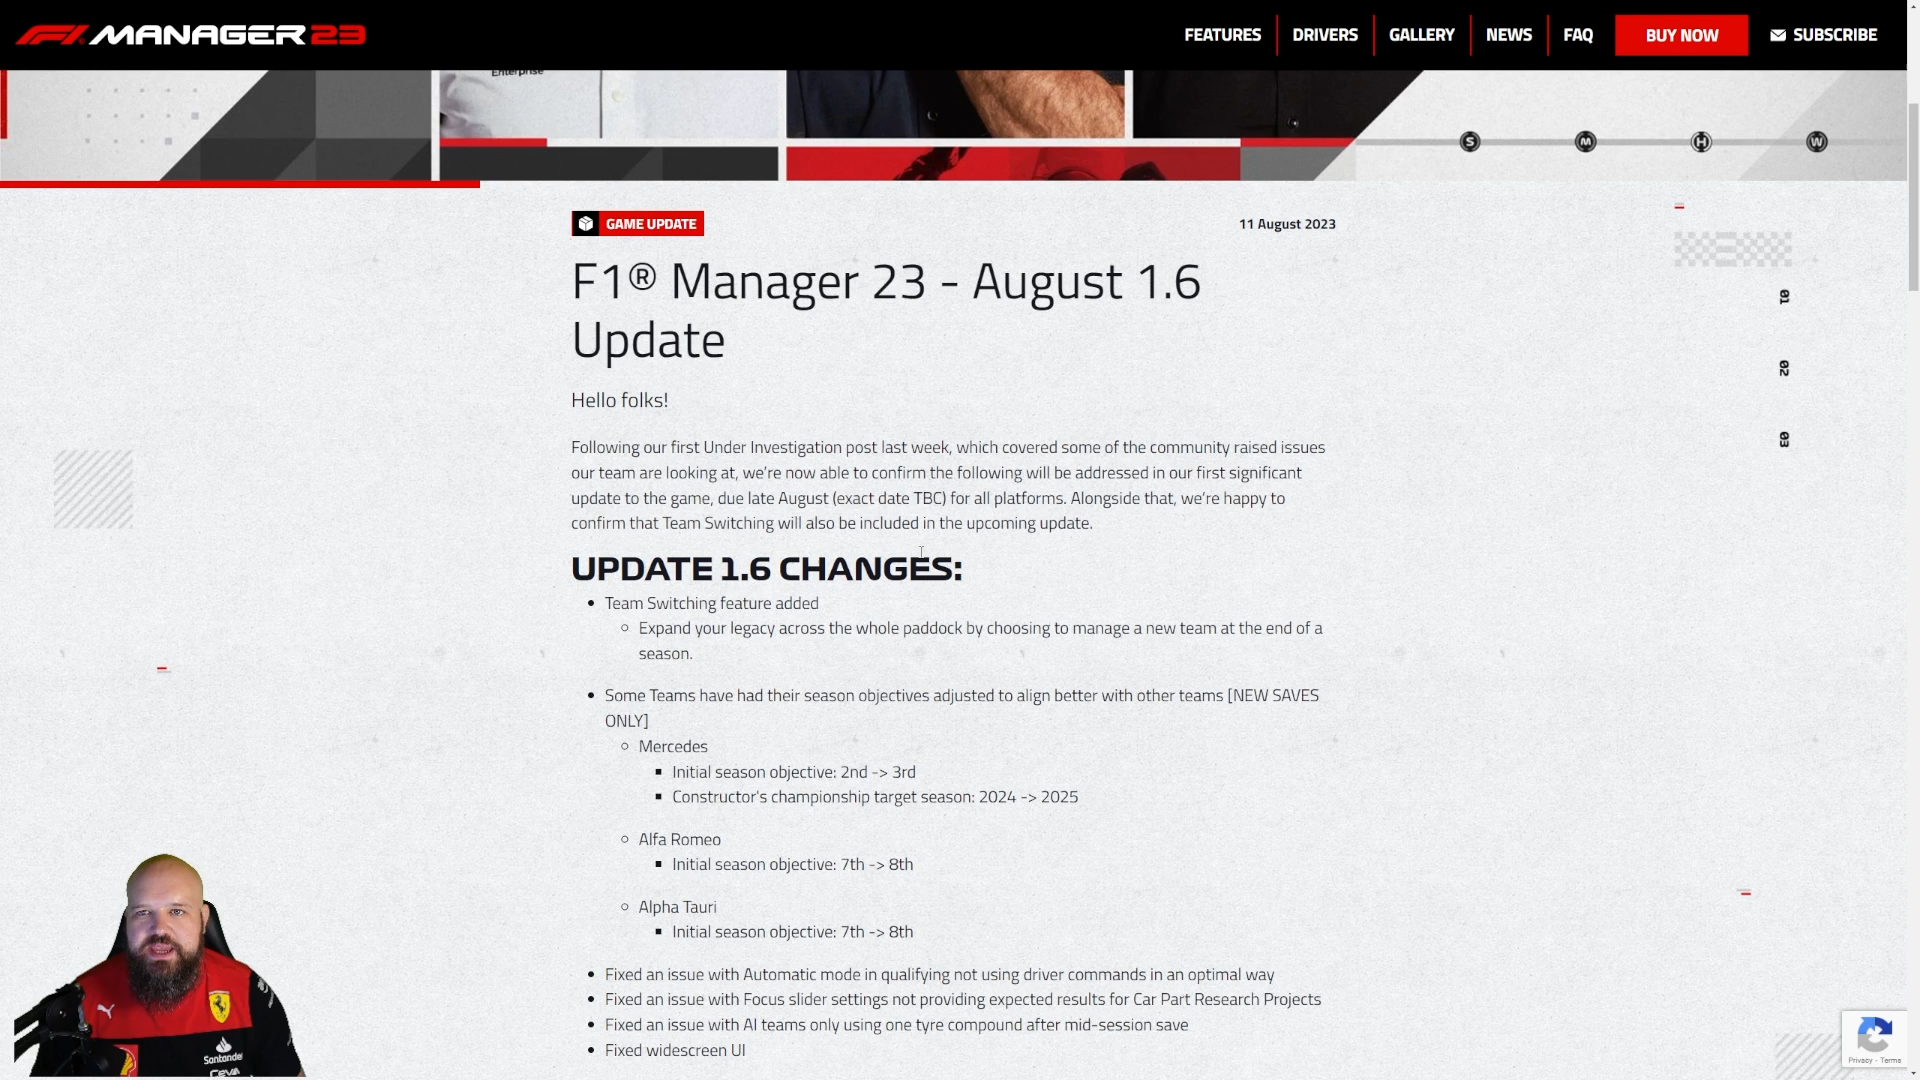 F1 MANAGER 23
FEATURES
DRIVERS
GALLERY
NEWS
FAQ
BUY NOW
SUBSCRIBE
Enterprise
S
M
H
W
GAME UPDATE
11 August 2023
F1® Manager 23 - August 1.6
Update
01
02
03
Hello folks!
Following our first Under Investigation post last week, which covered some of the community raised issues
our team are looking at, we're now able to confirm the following will be addressed in our first significant
update to the game, due late August (exact date TBC) for all platforms. Alongside that, we're happy to
confirm that Team Switching will also be included in the upcoming update.
UPDATE 1.6 CHANGES:
• Team Switching feature added
○ Expand your legacy across the whole paddock by choosing to manage a new team at the end of a
season.
• Some Teams have had their season objectives adjusted to align better with other teams [NEW SAVES
ONLY]
○ Mercedes
▪ Initial season objective: 2nd -> 3rd
▪ Constructor's championship target season: 2024 -> 2025
○ Alfa Romeo
▪ Initial season objective: 7th -> 8th
○ Alpha Tauri
▪ Initial season objective: 7th -> 8th
• Fixed an issue with Automatic mode in qualifying not using driver commands in an optimal way
• Fixed an issue with Focus slider settings not providing expected results for Car Part Research Projects
• Fixed an issue with AI teams only using one tyre compound after mid-session save
• Fixed widescreen UI
Santander
CEVA
Privacy - Terms